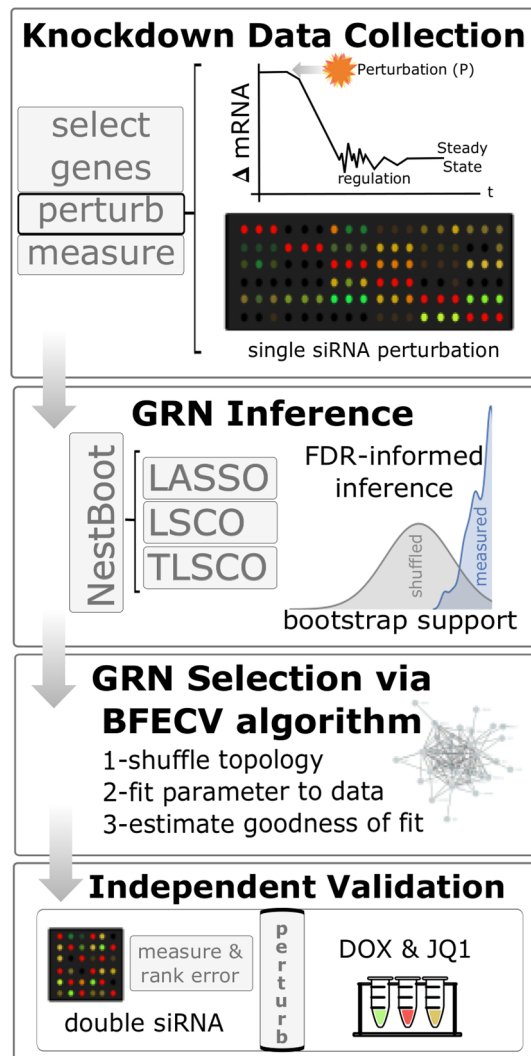 Knockdown Data Collection
select
genes
perturb
measure
Δ mRNA
Perturbation (P)
regulation
Steady
State
t
single siRNA perturbation
GRN Inference
NestBoot
LASSO
LSCO
TLSCO
FDR-informed
inference
shuffled
measured
bootstrap support
GRN Selection via
BFECV algorithm
1-shuffle topology
2-fit parameter to data
3-estimate goodness of fit
Independent Validation
measure &
rank error
double siRNA
perturb
DOX & JQ1